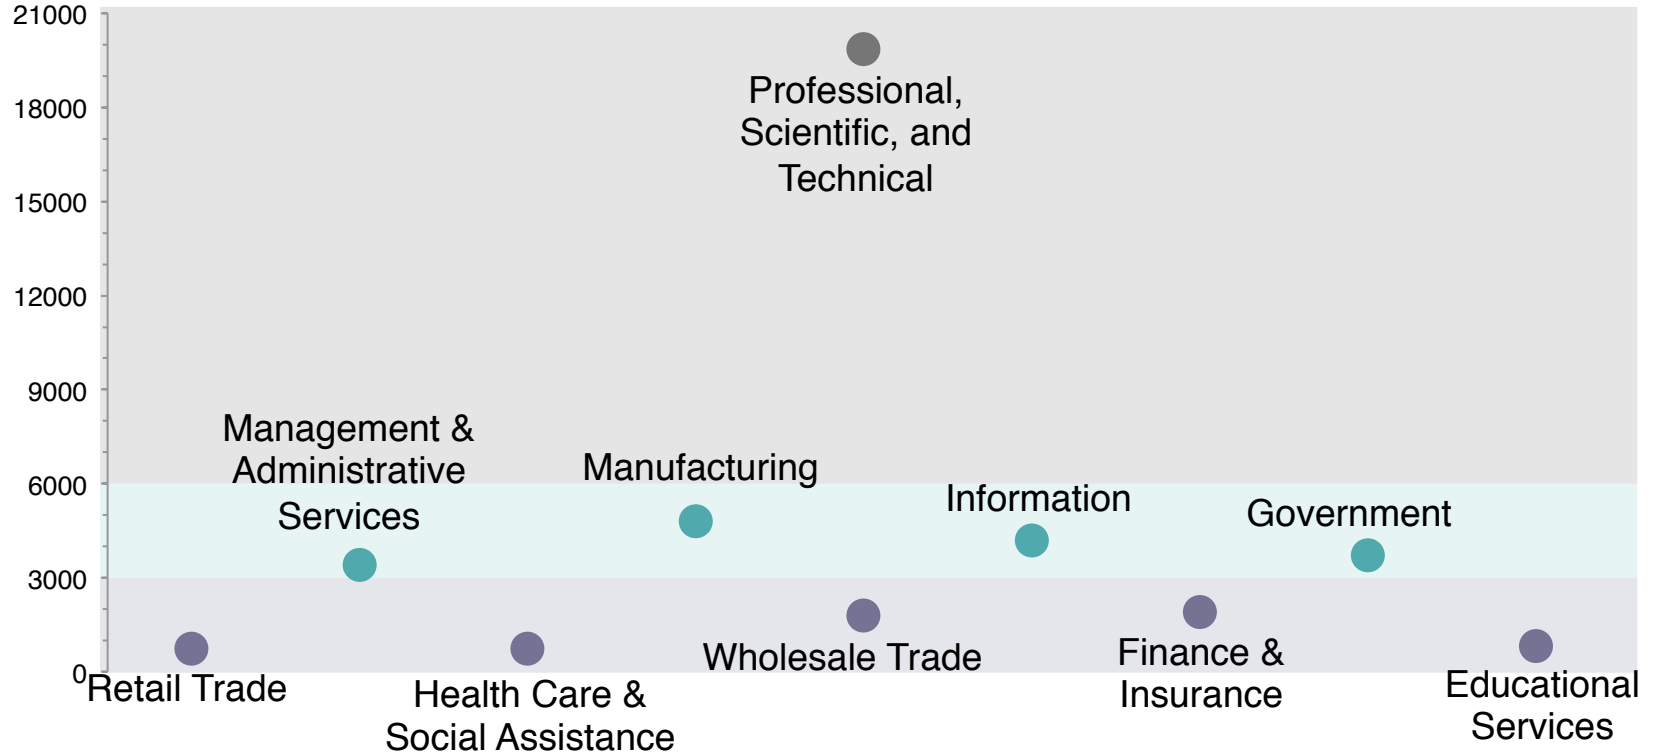 21000
18000
15000
12000
9000
6000
3000
0
Professional,
Scientific, and
Technical
Management &
Administrative
Services
Manufacturing
Information
Government
Retail Trade
Health Care &
Social Assistance
Wholesale Trade
Finance &
Insurance
Educational
Services